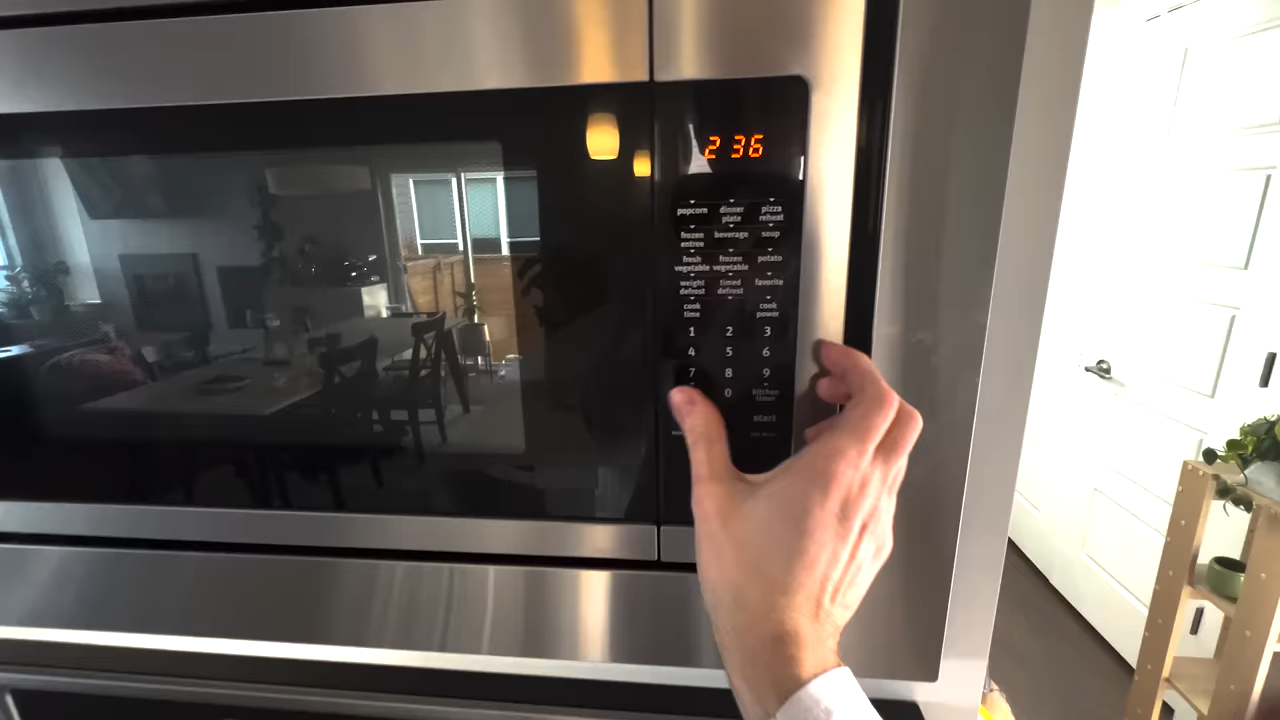 2 36
popcorn dinner plate pizza reheat
frozen entree beverage soup
fresh vegetable frozen vegetable potato
weight defrost timed defrost favorite
cook time cook power
1 2 3
4 5 6
7 8 9
0 kitchen timer
start